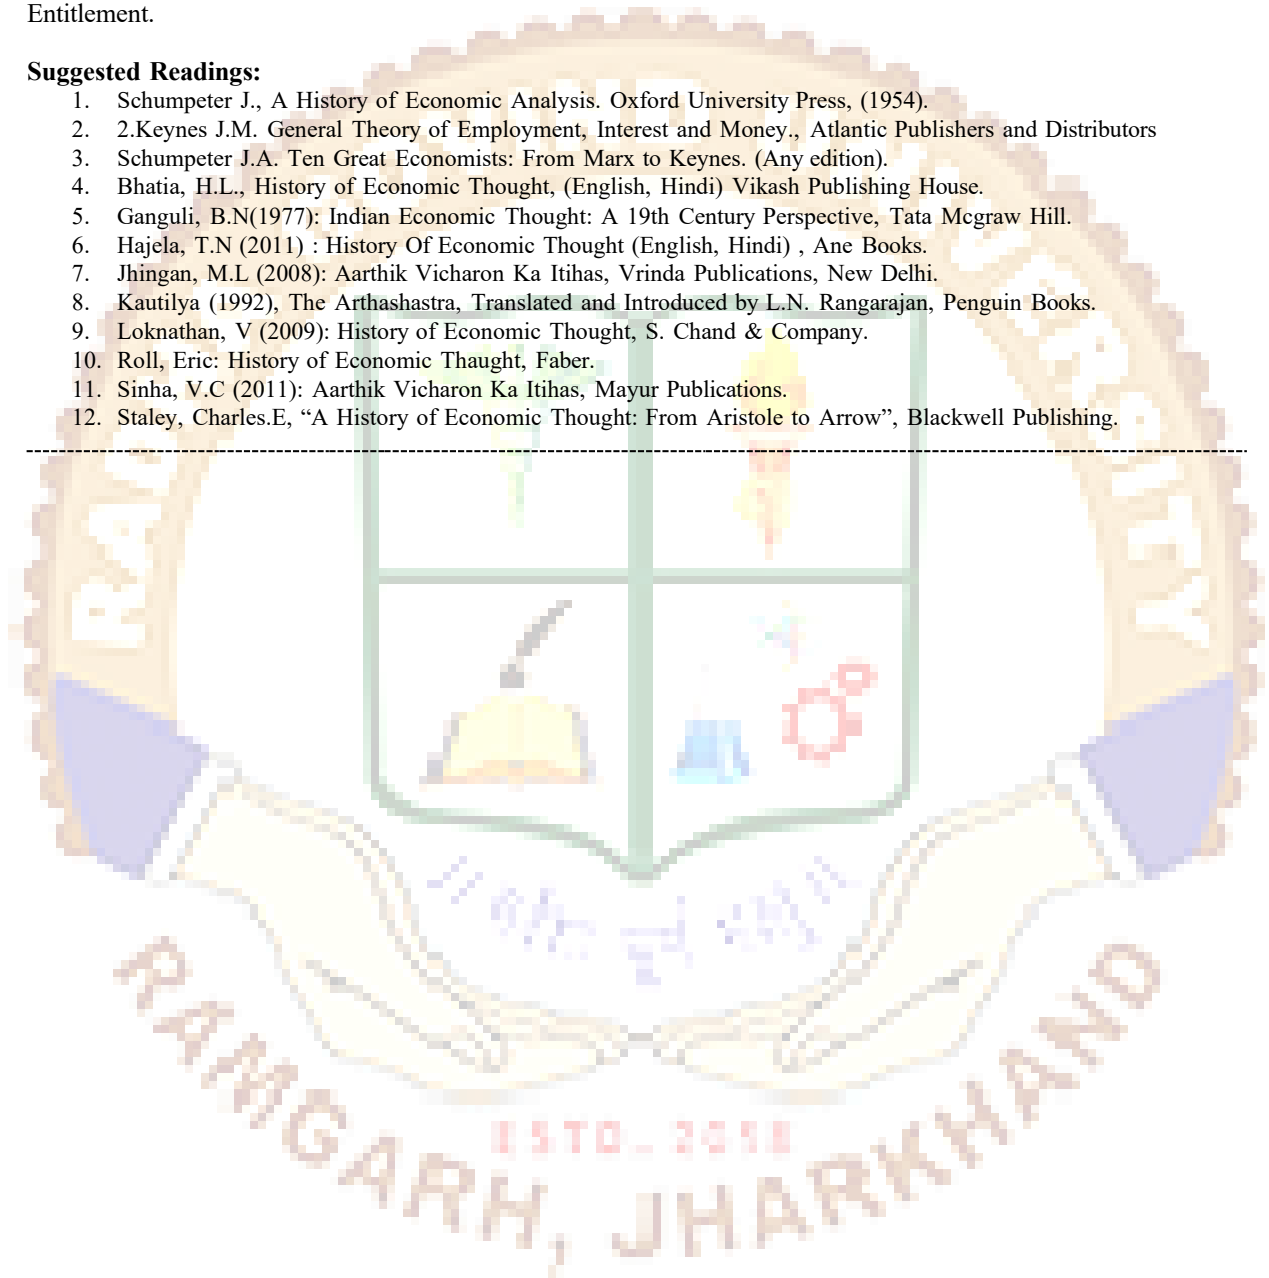 Entitlement.
Suggested Readings:
1. Schumpeter J., A History of Economic Analysis. Oxford University Press, (1954).
2. 2.Keynes J.M. General Theory of Employment, Interest and Money., Atlantic Publishers and Distributors
3. Schumpeter J.A. Ten Great Economists: From Marx to Keynes. (Any edition).
4. Bhatia, H.L., History of Economic Thought, (English, Hindi) Vikash Publishing House.
5. Ganguli, B.N(1977): Indian Economic Thought: A 19th Century Perspective, Tata Mcgraw Hill.
6. Hajela, T.N (2011) : History Of Economic Thought (English, Hindi) , Ane Books.
7. Jhingan, M.L (2008): Aarthik Vicharon Ka Itihas, Vrinda Publications, New Delhi.
8. Kautilya (1992), The Arthashastra, Translated and Introduced by L.N. Rangarajan, Penguin Books.
9. Loknathan, V (2009): History of Economic Thought, S. Chand & Company.
10. Roll, Eric: History of Economic Thaught, Faber.
11. Sinha, V.C (2011): Aarthik Vicharon Ka Itihas, Mayur Publications.
12. Staley, Charles.E, “A History of Economic Thought: From Aristole to Arrow”, Blackwell Publishing.
UNIVERSITY
ESTD_2018
RAMGARH, JHARKHAND